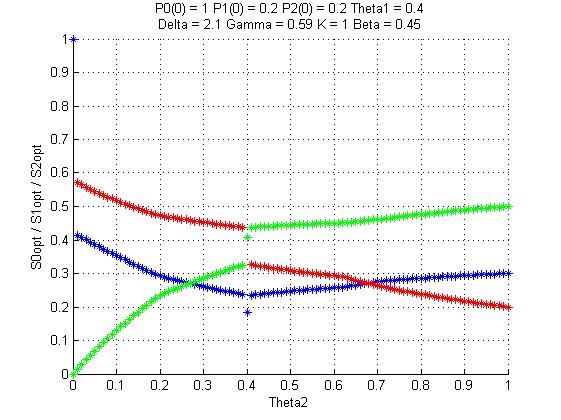 P0(0) = 1 P1(0) = 0.2 P2(0) = 0.2 Theta1 = 0.4
Delta = 2.1 Gamma = 0.59 K = 1 Beta = 0.45
S0opt / S1opt / S2opt
1
0.9
0.8
0.7
0.6
0.5
0.4
0.3
0.2
0.1
0
0 0.1 0.2 0.3 0.4 0.5 0.6 0.7 0.8 0.9 1
Theta2